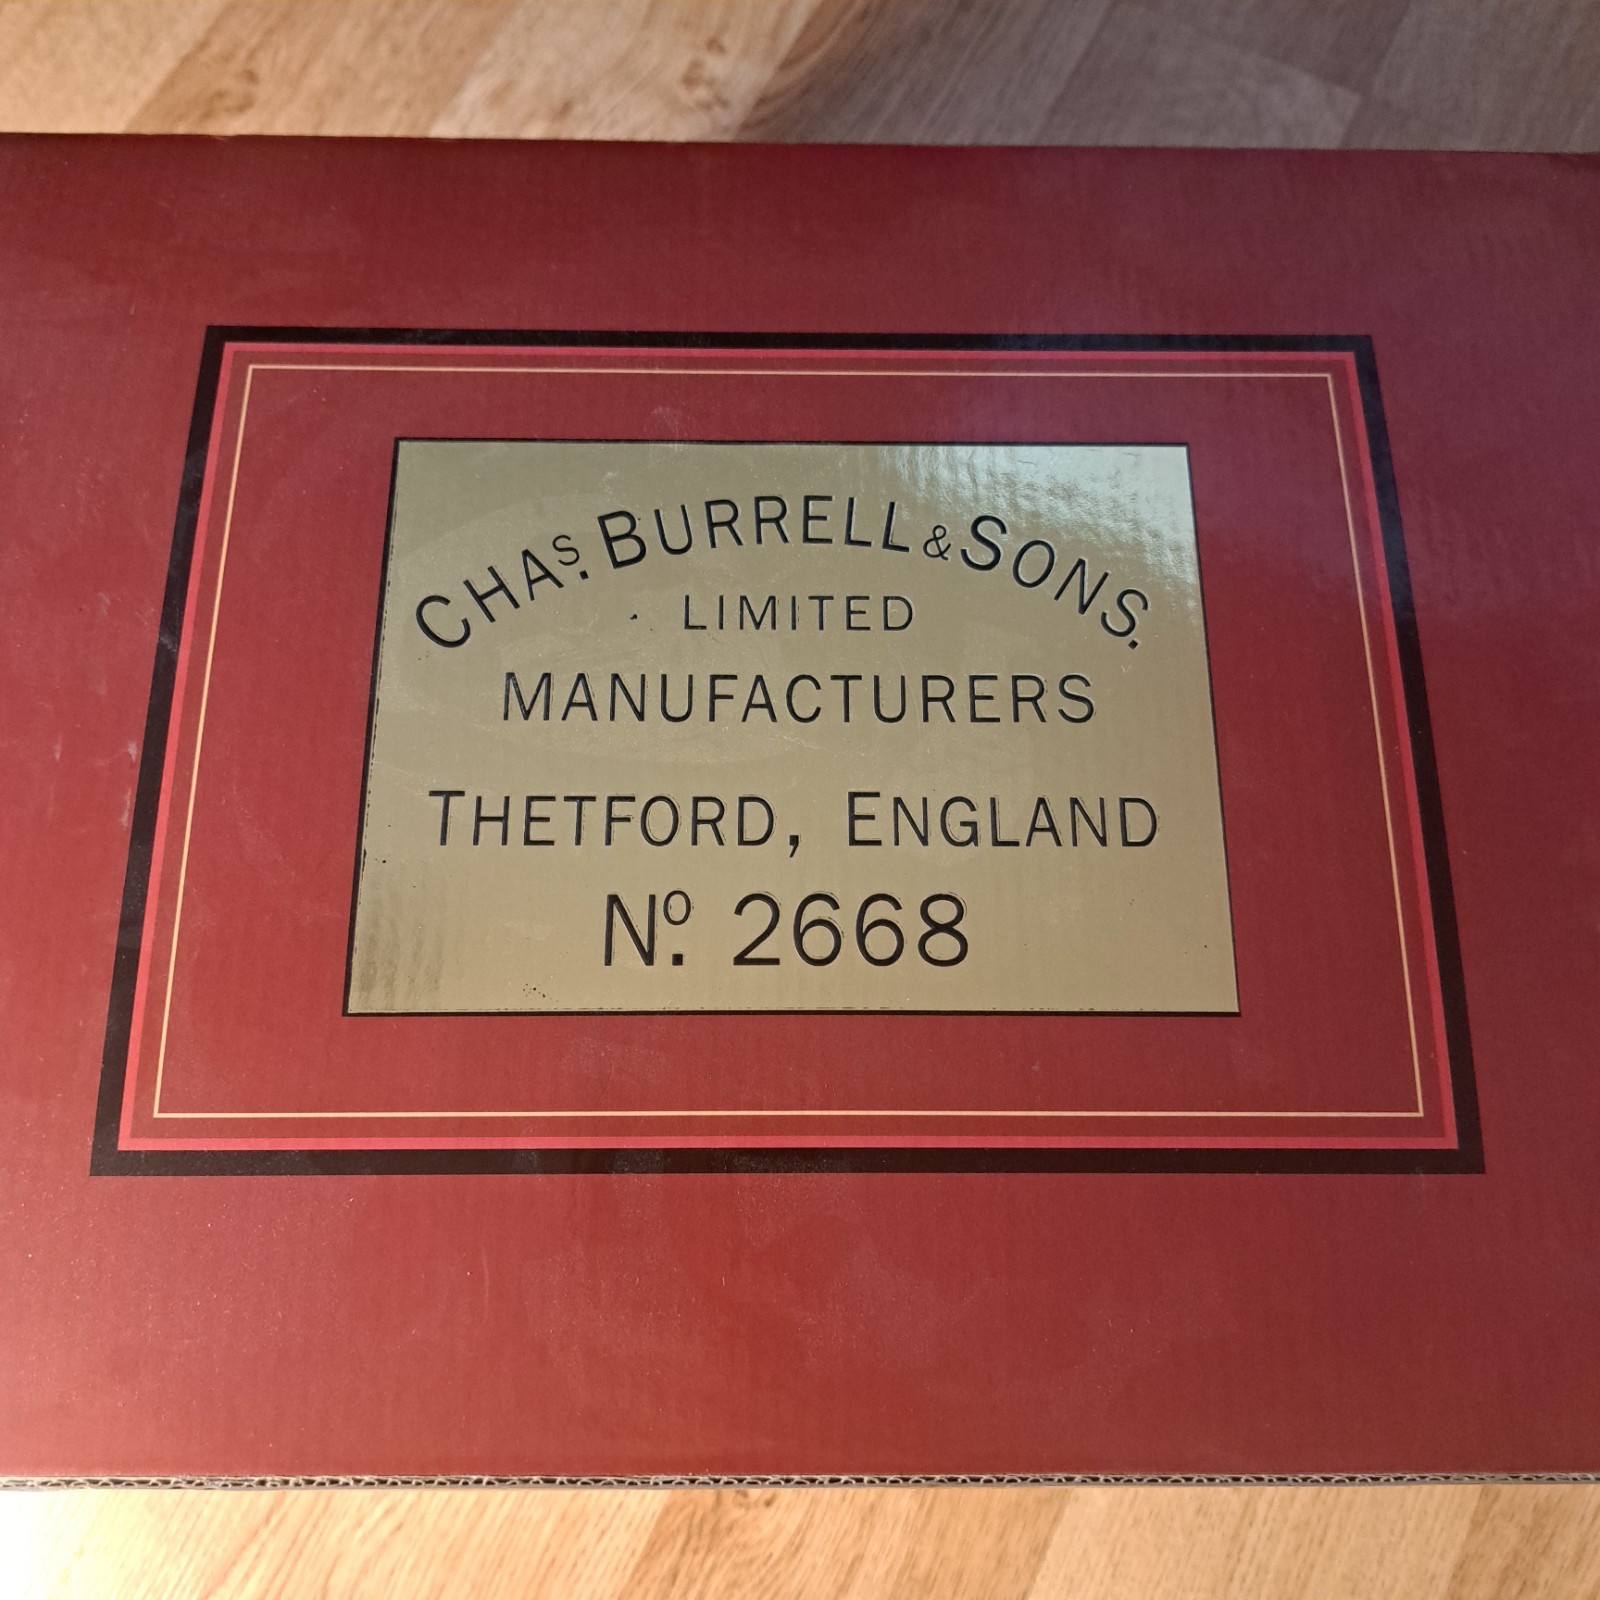 CHAS. BURRELL & SONS.
LIMITED
MANUFACTURERS
THETFORD, ENGLAND
No. 2668